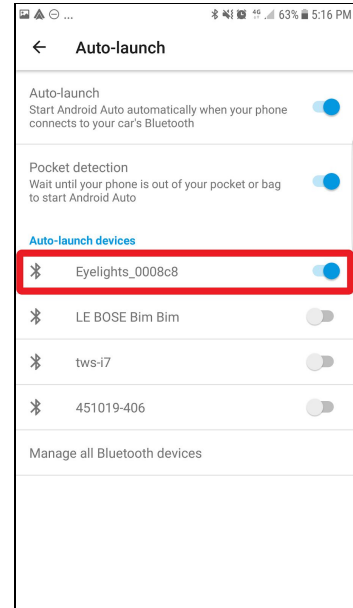 ... 4G 63% 5:16 PM
Auto-launch
Auto-launch
Start Android Auto automatically when your phone
connects to your car's Bluetooth
Pocket detection
Wait until your phone is out of your pocket or bag
to start Android Auto
Auto-launch devices
Eyelights_0008c8
LE BOSE Bim Bim
tws-i7
451019-406
Manage all Bluetooth devices